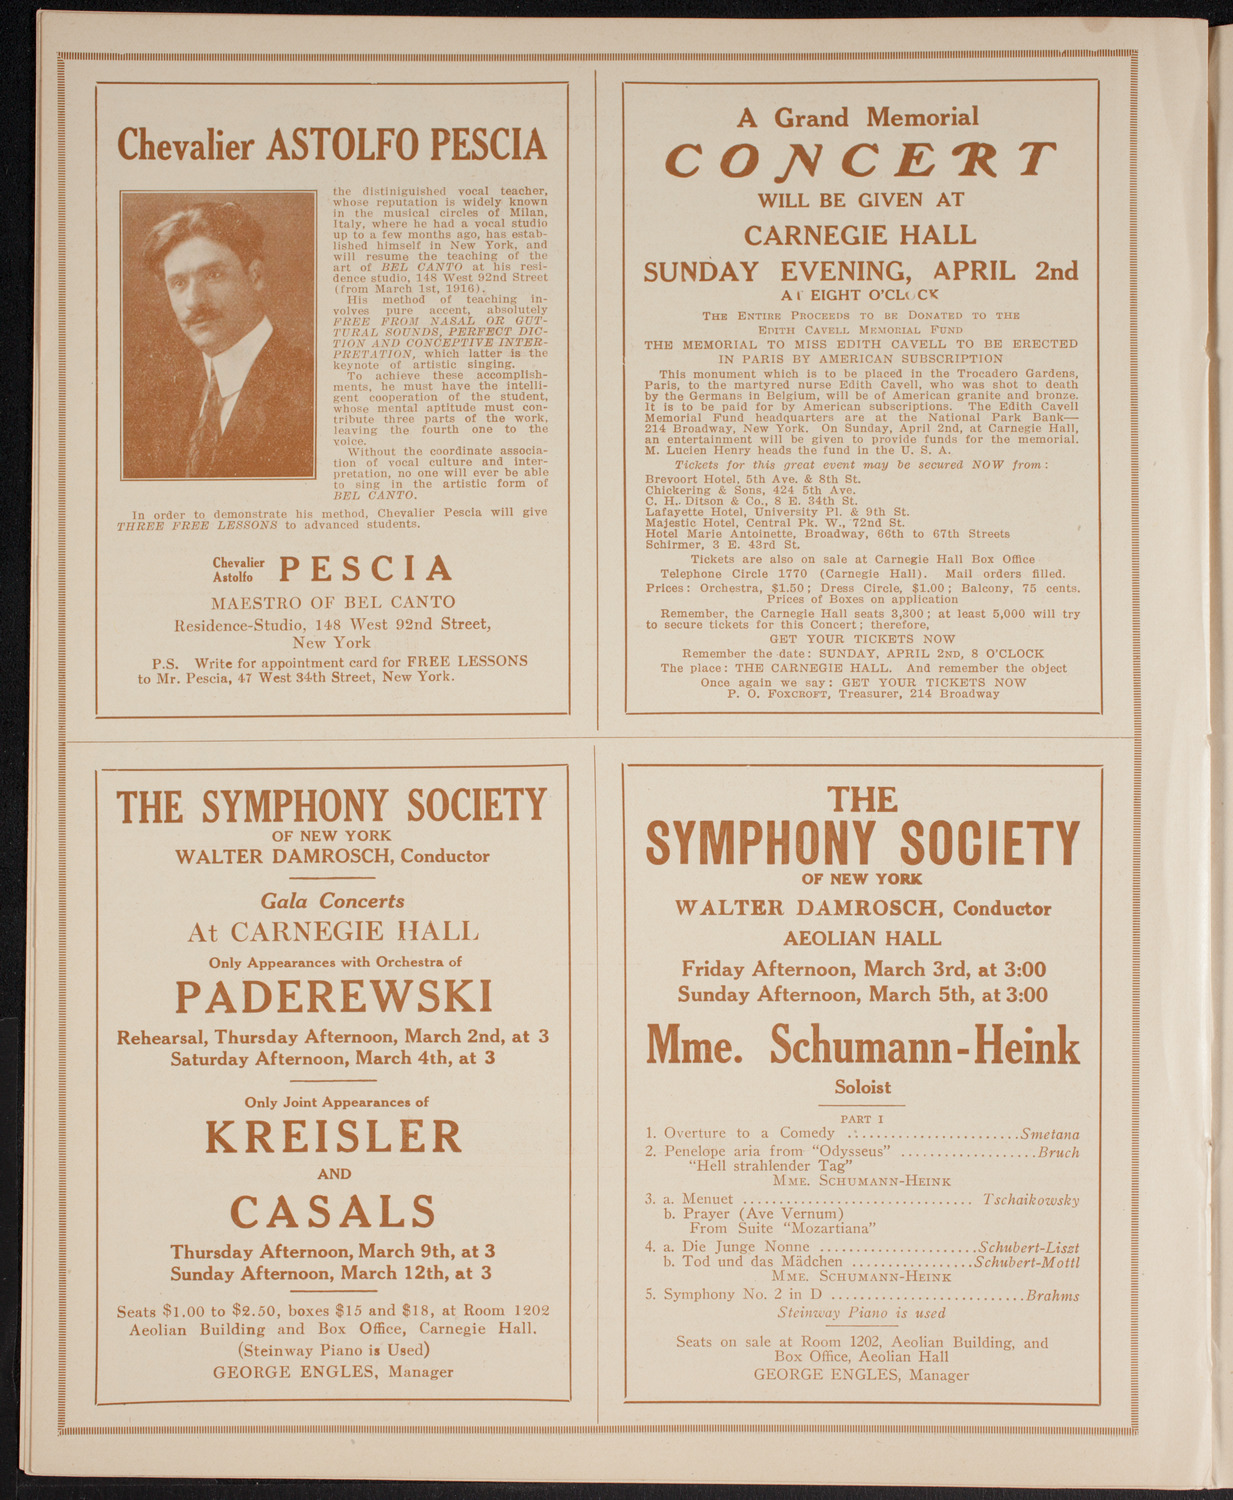 Chevalier ASTOLFO PESCIA
the distiniguished vocal teacher,
whose reputation is widely known
in the musical circles of Milan,
Italy, where he had a vocal studio
up to a few months ago, has estab-
lished himself in New York, and
will resume the teaching of the
art of BEL CANTO at his resi-
dence studio, 148 West 92nd Street
(from March 1st, 1916).
His method of teaching in-
volves pure accent, absolutely
FREE FROM NASAL OR GUT-
TURAL SOUNDS, PERFECT DIC-
TION AND CONCEPTIVE INTER-
PRETATION, which latter is the
keynote of artistic singing.
To achieve these accomplish-
ments, he must have the intelli-
gent cooperation of the student,
whose mental aptitude must con-
tribute three parts of the work,
leaving the fourth one to the
voice.
Without the coordinate associa-
tion of vocal culture and inter-
pretation, no one will ever be able
to sing in the artistic form of
BEL CANTO.
In order to demonstrate his method, Chevalier Pescia will give
THREE FREE LESSONS to advanced students.
Chevalier Astolfo PESCIA
MAESTRO OF BEL CANTO
Residence-Studio, 148 West 92nd Street,
New York
P.S. Write for appointment card for FREE LESSONS
to Mr. Pescia, 47 West 34th Street, New York.
A Grand Memorial
CONCERT
WILL BE GIVEN AT
CARNEGIE HALL
SUNDAY EVENING, APRIL 2nd
AT EIGHT O'CLOCK
THE ENTIRE PROCEEDS TO BE DONATED TO THE
EDITH CAVELL MEMORIAL FUND
THE MEMORIAL TO MISS EDITH CAVELL TO BE ERECTED
IN PARIS BY AMERICAN SUBSCRIPTION
This monument which is to be placed in the Trocadero Gardens,
Paris, to the martyred nurse Edith Cavell, who was shot to death
by the Germans in Belgium, will be of American granite and bronze.
It is to be paid for by American subscriptions. The Edith Cavell
Memorial Fund headquarters are at the National Park Bank—
214 Broadway, New York. On Sunday, April 2nd, at Carnegie Hall,
an entertainment will be given to provide funds for the memorial.
M. Lucien Henry heads the fund in the U. S. A.
Tickets for this great event may be secured NOW from:
Brevoort Hotel, 5th Ave. & 8th St.
Chickering & Sons, 424 5th Ave.
C. H. Ditson & Co., 8 E. 34th St.
Lafayette Hotel, University Pl. & 9th St.
Majestic Hotel, Central Pk. W., 72nd St.
Hotel Marie Antoinette, Broadway, 66th to 67th Streets
Schirmer, 3 E. 43rd St.
Tickets are also on sale at Carnegie Hall Box Office
Telephone Circle 1770 (Carnegie Hall). Mail orders filled.
Prices: Orchestra, $1.50; Dress Circle, $1.00; Balcony, 75 cents.
Prices of Boxes on application
Remember, the Carnegie Hall seats 3,300; at least 5,000 will try
to secure tickets for this Concert; therefore,
GET YOUR TICKETS NOW
Remember the date: SUNDAY, APRIL 2ND, 8 O'CLOCK
The place: THE CARNEGIE HALL. And remember the object
Once again we say: GET YOUR TICKETS NOW
P. O. FOXCROFT, Treasurer, 214 Broadway
THE SYMPHONY SOCIETY
OF NEW YORK
WALTER DAMROSCH, Conductor
Gala Concerts
At CARNEGIE HALL
Only Appearances with Orchestra of
PADEREWSKI
Rehearsal, Thursday Afternoon, March 2nd, at 3
Saturday Afternoon, March 4th, at 3
Only Joint Appearances of
KREISLER
AND
CASALS
Thursday Afternoon, March 9th, at 3
Sunday Afternoon, March 12th, at 3
Seats $1.00 to $2.50, boxes $15 and $18, at Room 1202
Aeolian Building and Box Office, Carnegie Hall.
(Steinway Piano is Used)
GEORGE ENGLES, Manager
THE
SYMPHONY SOCIETY
OF NEW YORK
WALTER DAMROSCH, Conductor
AEOLIAN HALL
Friday Afternoon, March 3rd, at 3:00
Sunday Afternoon, March 5th, at 3:00
Mme. Schumann-Heink
Soloist
PART I
1. Overture to a Comedy ........................Smetana
2. Penelope aria from "Odysseus" ...................Bruch
"Hell strahlender Tag"
MME. SCHUMANN-HEINK
3. a. Menuet ................................ Tschaikowsky
b. Prayer (Ave Vernum)
From Suite "Mozartiana"
4. a. Die Junge Nonne ......................Schubert-Liszt
b. Tod und das Mädchen .................Schubert-Mottl
MME. SCHUMANN-HEINK
5. Symphony No. 2 in D ...........................Brahms
Steinway Piano is used
Seats on sale at Room 1202, Aeolian Building, and
Box Office, Aeolian Hall
GEORGE ENGLES, Manager